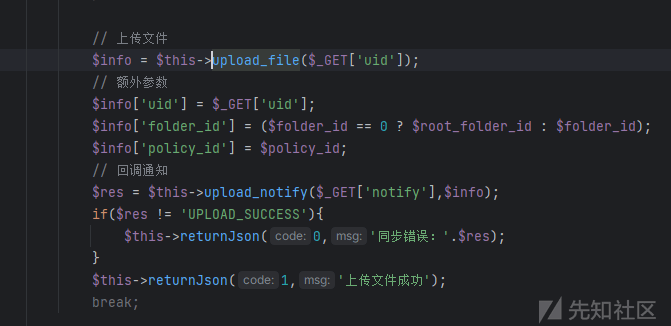 // 上传文件
$info = $this->upload_file($_GET['uid']);
// 额外参数
$info['uid'] = $_GET['uid'];
$info['folder_id'] = ($folder_id == 0 ? $root_folder_id : $folder_id);
$info['policy_id'] = $policy_id;
// 回调通知
$res = $this->upload_notify($_GET['notify'],$info);
if($res != 'UPLOAD_SUCCESS'){
$this->returnJson( code: 0, msg: '同步错误：'.$res);
}
$this->returnJson( code: 1, msg: '上传文件成功');
break;
先知社区